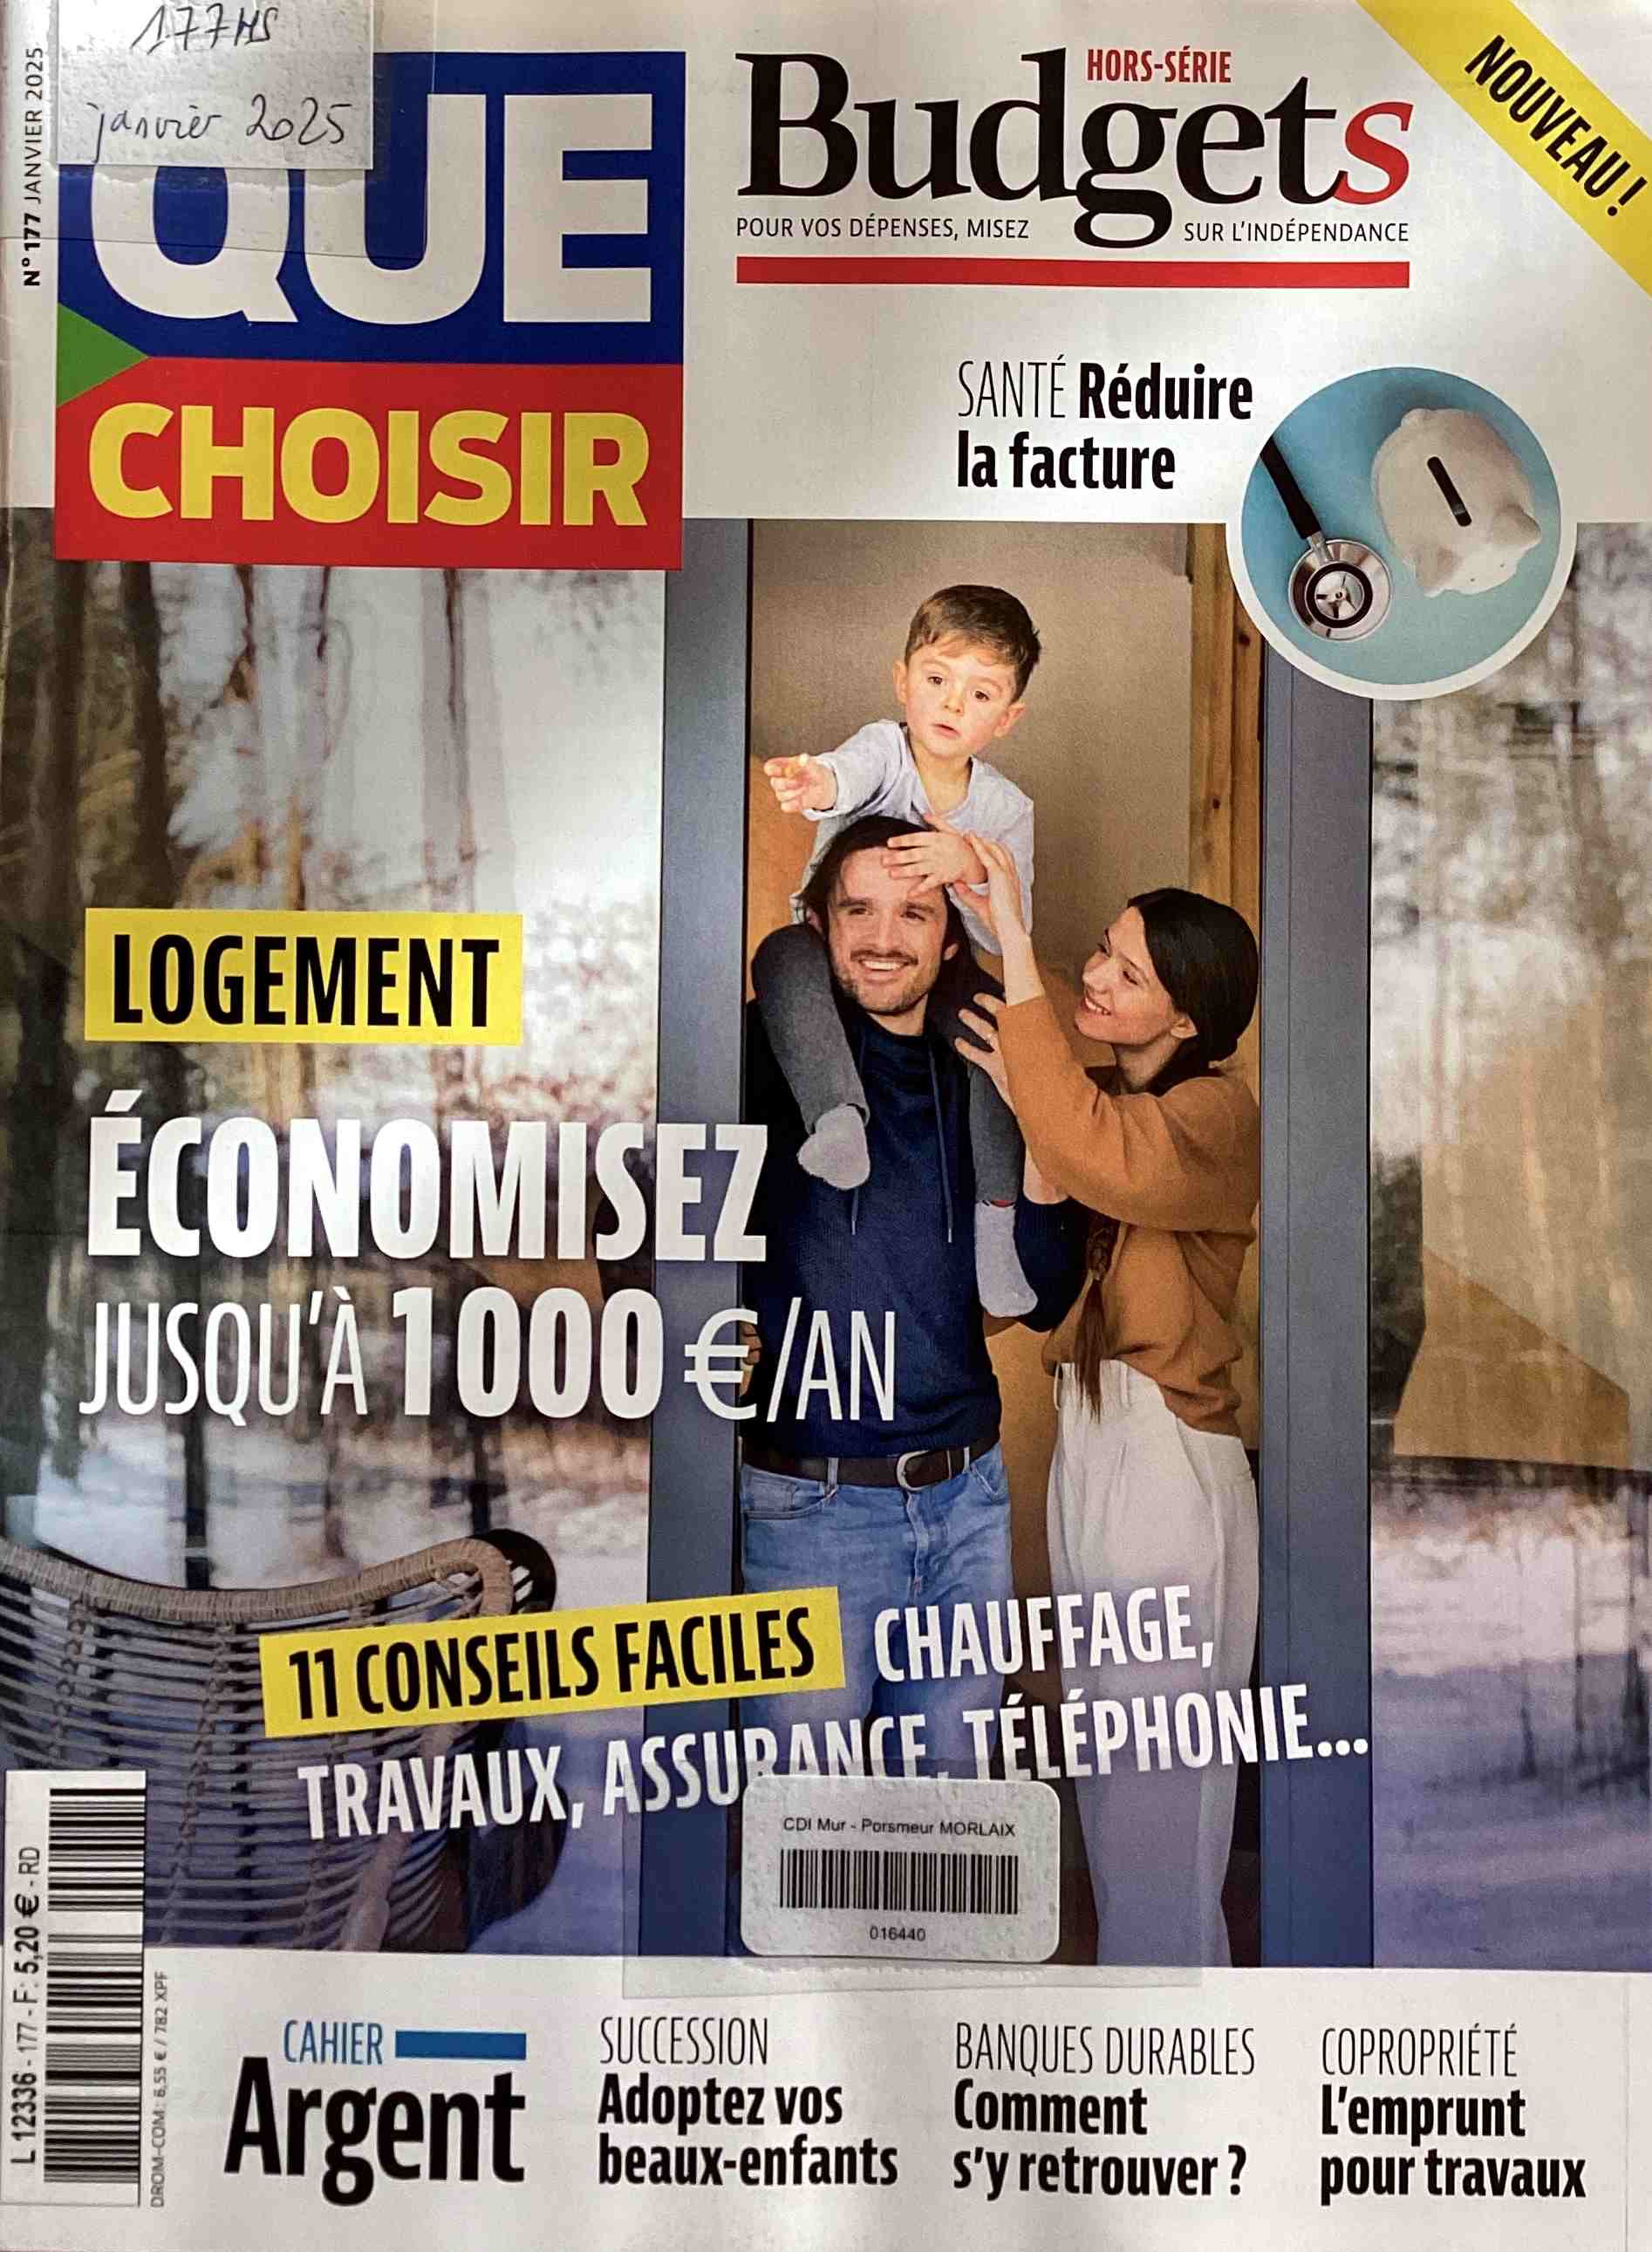 177HS
janvier 2025
N°177 JANVIER 2025
QUE
CHOISIR
HORS-SÉRIE
Budgets
POUR VOS DÉPENSES, MISEZ SUR L'INDÉPENDANCE
NOUVEAU !
SANTÉ Réduire
la facture
LOGEMENT
ÉCONOMISEZ
JUSQU'À 1 000 €/AN
11 CONSEILS FACILES CHAUFFAGE,
TRAVAUX, ASSURANCE, TÉLÉPHONIE...
CDI Mur - Porsmeur MORLAIX
016440
L 12336 - 177 - F: 5,20 € - RD
DROM-COM : 6,55 € / 782 XPF
CAHIER
Argent
SUCCESSION
Adoptez vos
beaux-enfants
BANQUES DURABLES
Comment
s'y retrouver ?
COPROPRIÉTÉ
L'emprunt
pour travaux